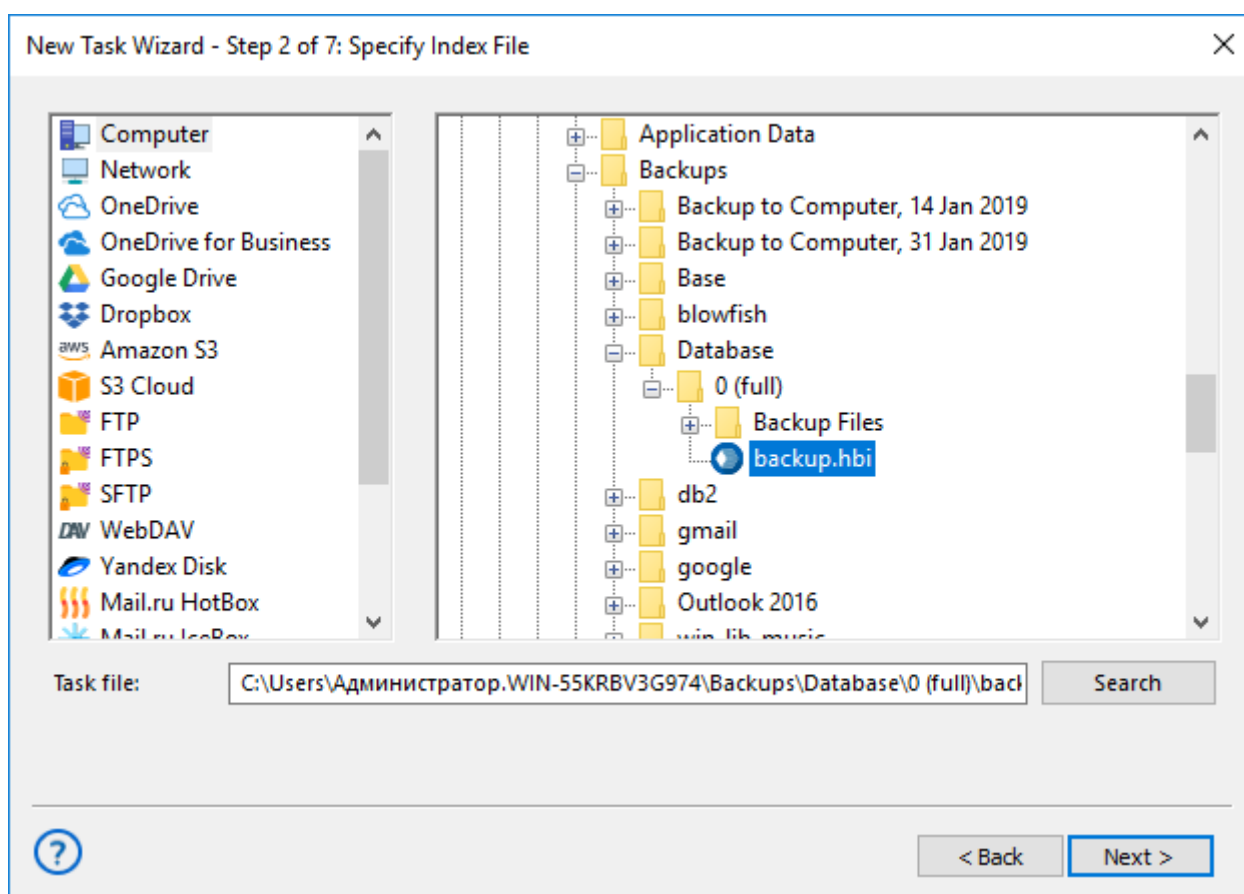 New Task Wizard - Step 2 of 7: Specify Index File
Computer
Network
OneDrive
OneDrive for Business
Google Drive
Dropbox
aws Amazon S3
S3 Cloud
FTP
FTPS
SFTP
DAV WebDAV
Yandex Disk
Mail.ru HotBox
Mail.ru IceBox
Application Data
Backups
Backup to Computer, 14 Jan 2019
Backup to Computer, 31 Jan 2019
Base
blowfish
Database
0 (full)
Backup Files
backup.hbi
db2
gmail
google
Outlook 2016
win_lib_music
Task file:
C:\Users\Администратор.WIN-55KRBV3G974\Backups\Database\0 (full)\back
Search
?
< Back
Next >